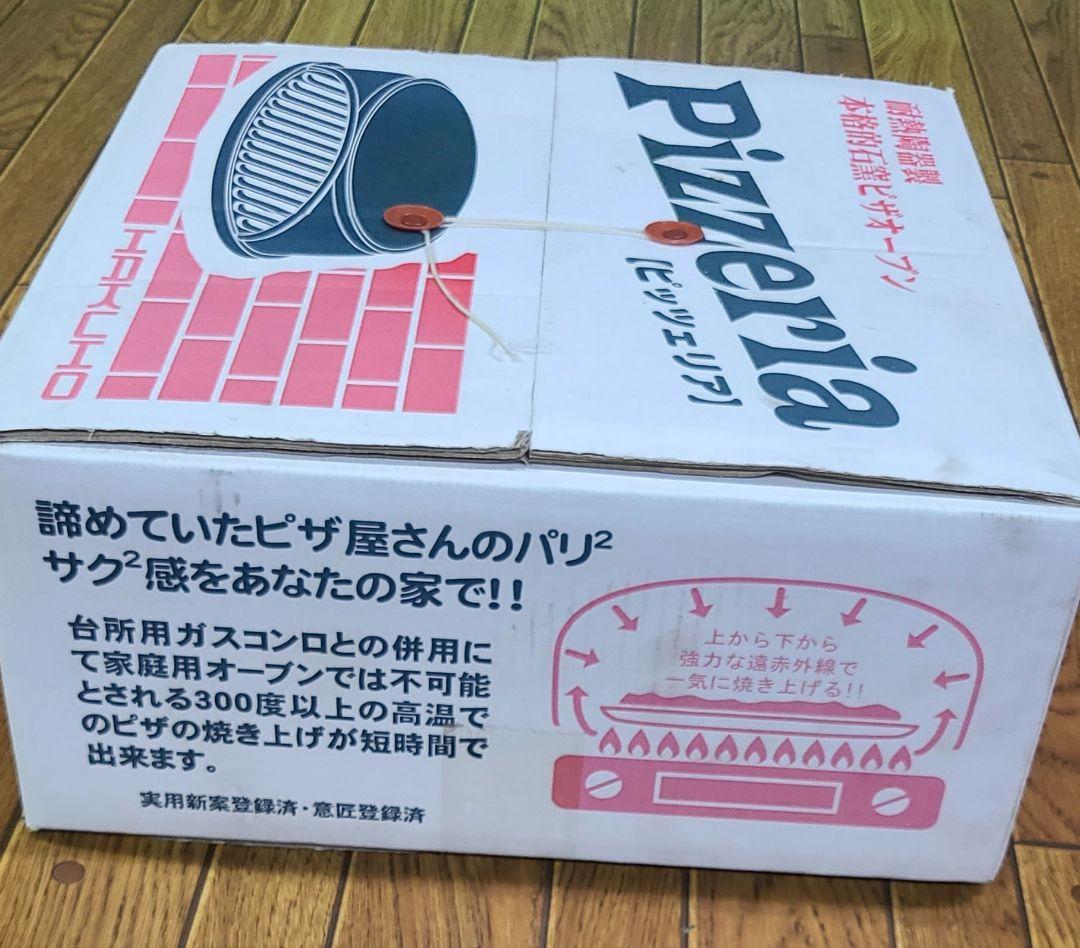 耐熱陶器製
本格的石窯ピザオーブン
Pizzeria
【ピッツェリア】
HAKUHO
諦めていたピザ屋さんのパリ²
サク²感をあなたの家で!!
台所用ガスコンロとの併用に
て家庭用オーブンでは不可能
とされる300度以上の高温で
のピザの焼き上げが短時間で
出来ます。
実用新案登録済・意匠登録済
上から下から
強力な遠赤外線で
一気に焼き上げる!!